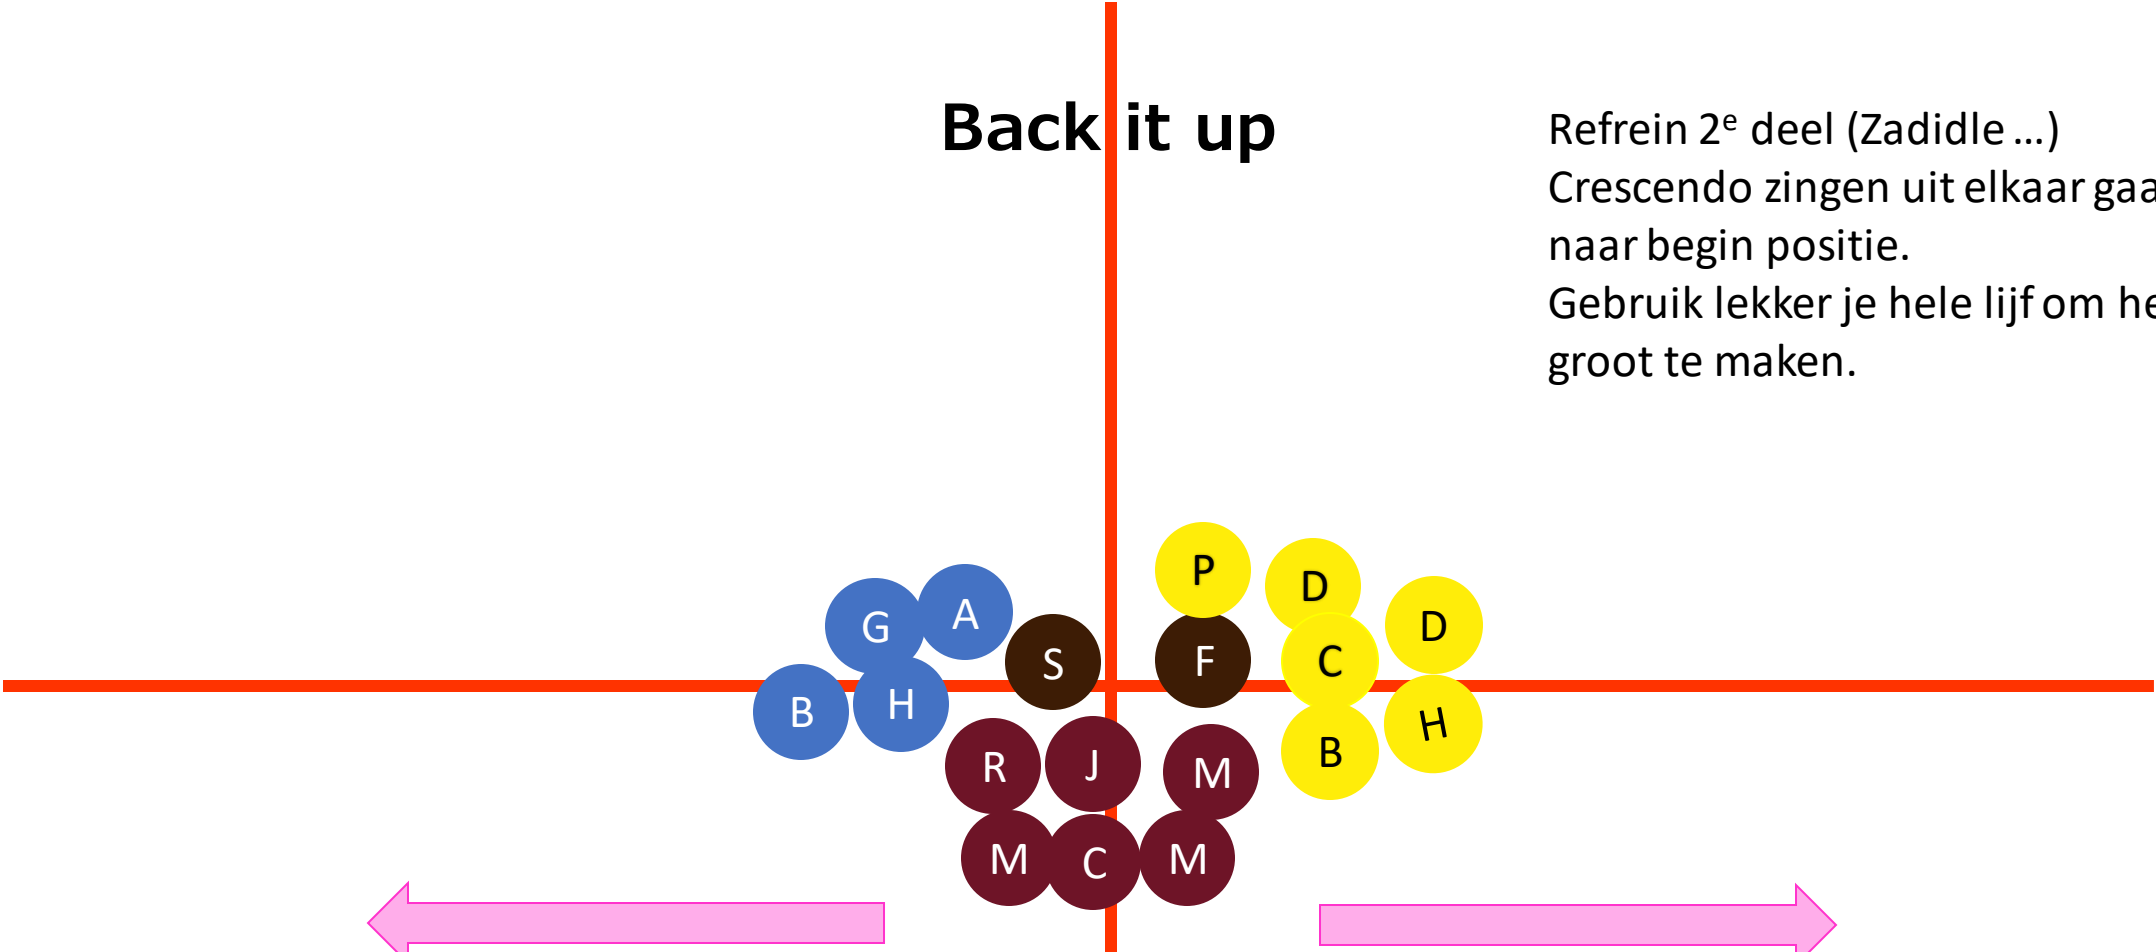 Back it up
Refrein 2e deel (Zadidle …)
Crescendo zingen uit elkaar gaa
naar begin positie.
Gebruik lekker je hele lijf om he
groot te maken.
P
D
G
A
D
S
F
C
B
H
H
R
J
M
B
M
C
M